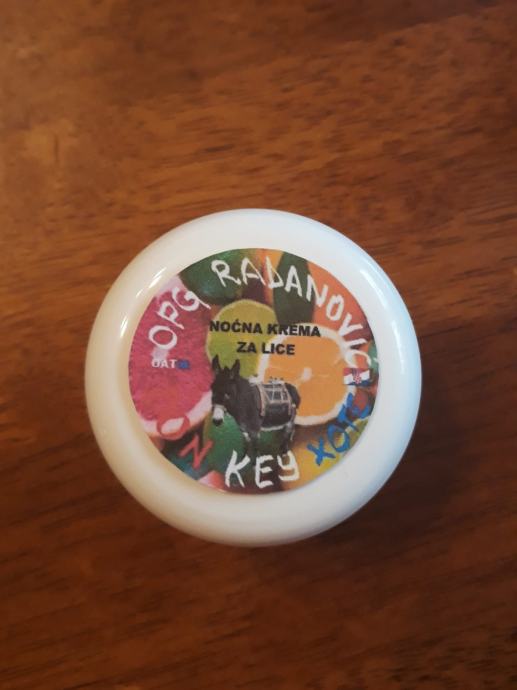 OPG RADANOVIĆ
NOĆNA KREMA
ZA LICE
KEY